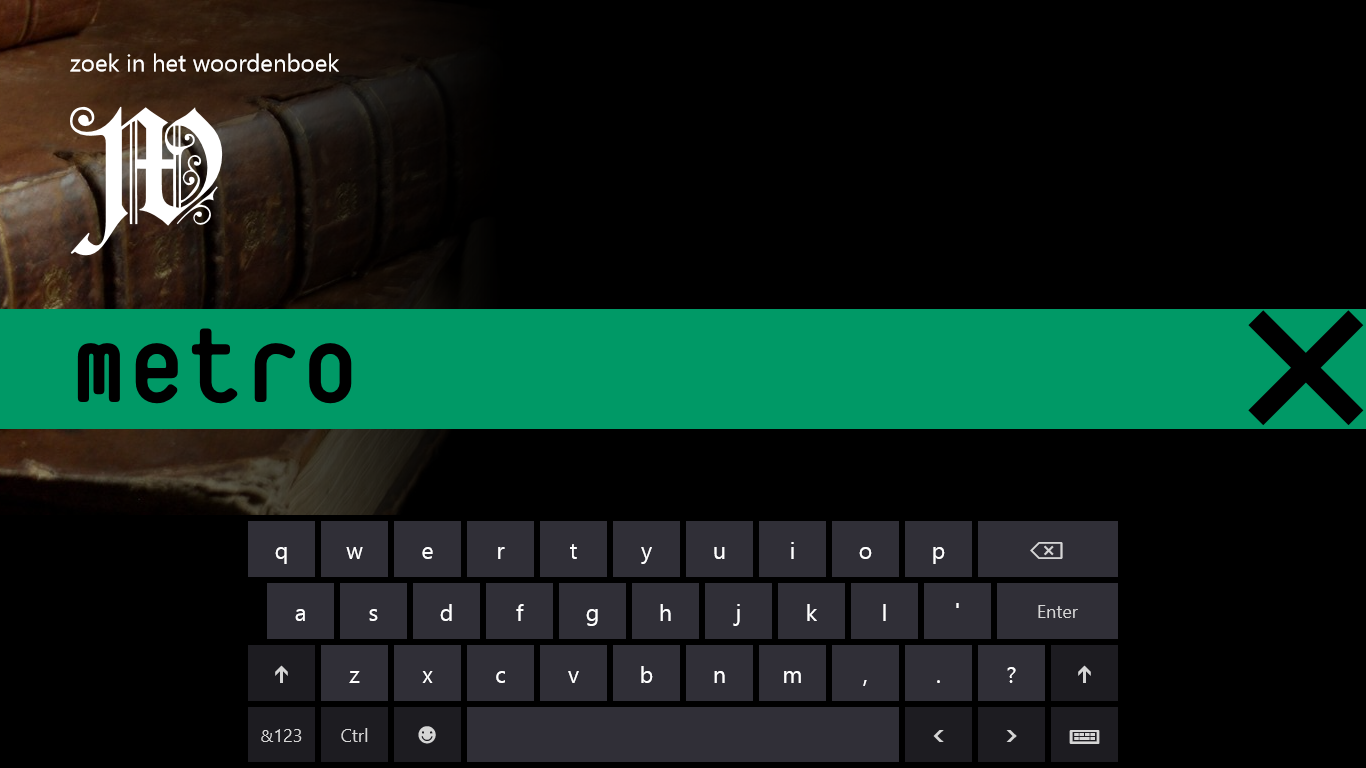 zoek in het woordenboek
metro
q w e r t y u i o p
a s d f g h j k l ' Enter
z x c v b n m , . ?
&123 Ctrl < >